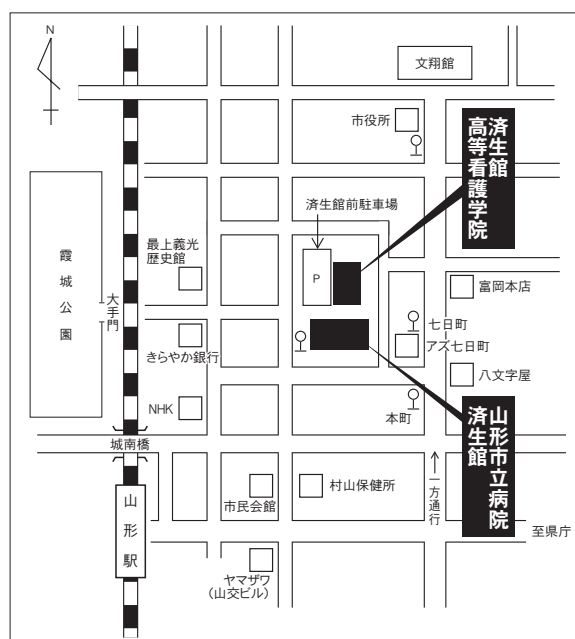 N
文翔館
市役所
済生館
高等看護学院
済生館前駐車場
最上義光
歴史館
P
霞城公園
大手門
富岡本店
七日町
アズ七日町
きらやか銀行
八文字屋
NHK
本町
城南橋
山形市立病院
済生館
一方通行
村山保健所
市民会館
山形駅
至県庁
ヤマザワ
(山交ビル)